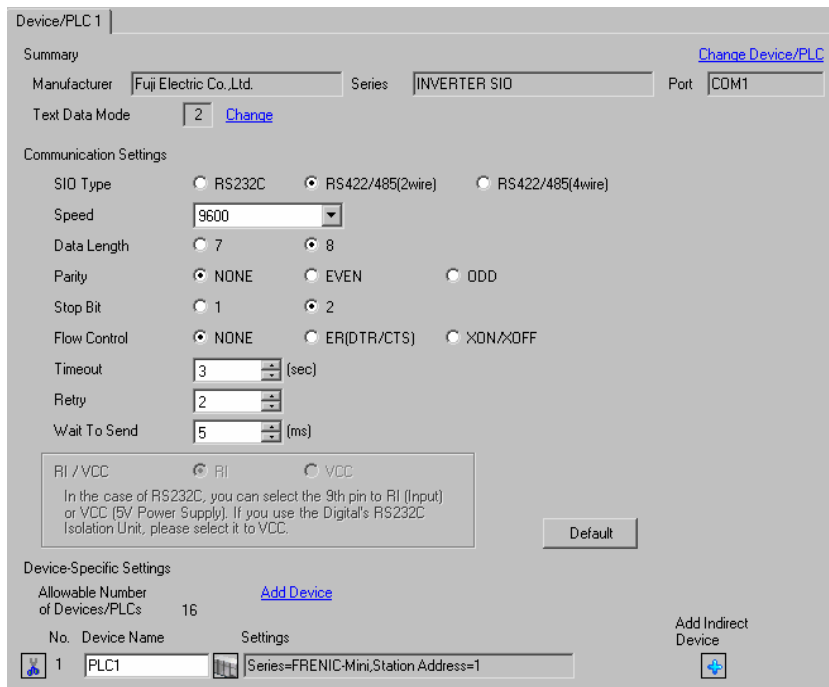 Device/PLC 1
Summary Change Device/PLC
Manufacturer Fuji Electric Co.,Ltd. Series INVERTER SIO Port COM1
Text Data Mode 2 Change
Communication Settings
SIO Type RS232C RS422/485(2wire) RS422/485(4wire)
Speed 9600
Data Length 7 8
Parity NONE EVEN ODD
Stop Bit 1 2
Flow Control NONE ER(DTR/CTS) XON/XOFF
Timeout 3 (sec)
Retry 2
Wait To Send 5 (ms)
RI / VCC RI VCC
In the case of RS232C, you can select the 9th pin to RI (Input)
or VCC (5V Power Supply). If you use the Digital's RS232C
Isolation Unit, please select it to VCC.
Default
Device-Specific Settings
Allowable Number Add Device
of Devices/PLCs 16
Add Indirect
Device
No. Device Name Settings
1 PLC1 Series=FRENIC-Mini,Station Address=1